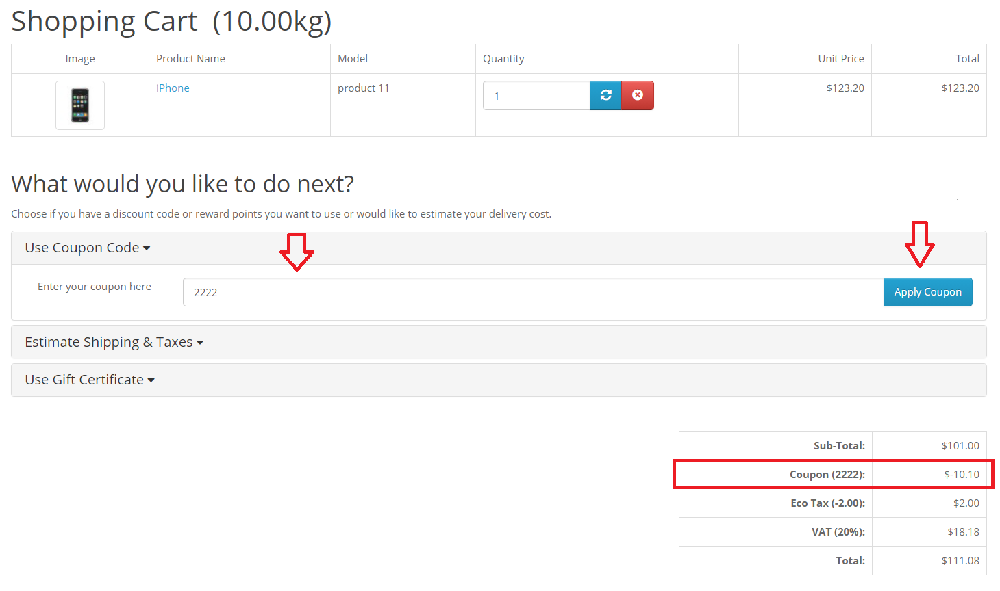 Shopping Cart (10.00kg)
Image Product Name Model Quantity Unit Price Total
iPhone product 11 1 $123.20 $123.20
What would you like to do next?
Choose if you have a discount code or reward points you want to use or would like to estimate your delivery cost.
Use Coupon Code
Enter your coupon here 2222 Apply Coupon
Estimate Shipping & Taxes
Use Gift Certificate
Sub-Total: $101.00
Coupon (2222): $-10.10
Eco Tax (-2.00): $2.00
VAT (20%): $18.18
Total: $111.08